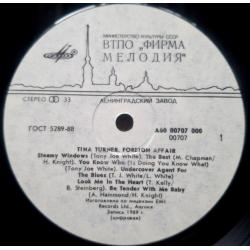 МИНИСТЕРСТВО КУЛЬТУРЫ СССР
ВТПО „ФИРМА
МЕЛОДИЯ"
СТЕРЕО 33
ЛЕНИНГРАДСКИЙ ЗАВОД
ГОСТ 5289-88
А60 00707 006
00707 1
TINA TURNER. FOREIGN AFFAIR
Steamy Windows (Tony Joe White), The Best (M. Chapman/
H. Knight), You Know Who (Is Doing You Know What)
(Tony Joe White), Undercover Agent For
The Blues (T. J. White/L. White)
Look Me In The Heart (T. Kelly/
B. Steinberg), Be Tender With Me Baby
(A. Hammond/H. Knight)
Изготовлено по лицензии Emi
Records Ltd., Англия
Запись 1989 г.
(цифровая)